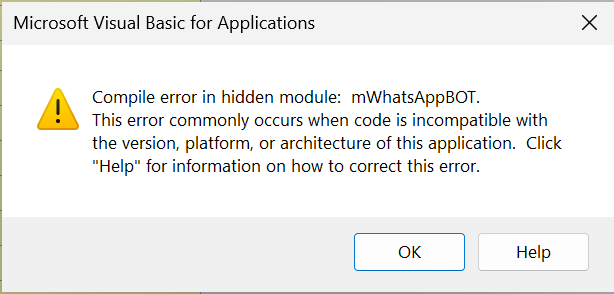 Microsoft Visual Basic for Applications
Compile error in hidden module:  mWhatsAppBOT.
This error commonly occurs when code is incompatible with
the version, platform, or architecture of this application.  Click
"Help" for information on how to correct this error.
OK
Help